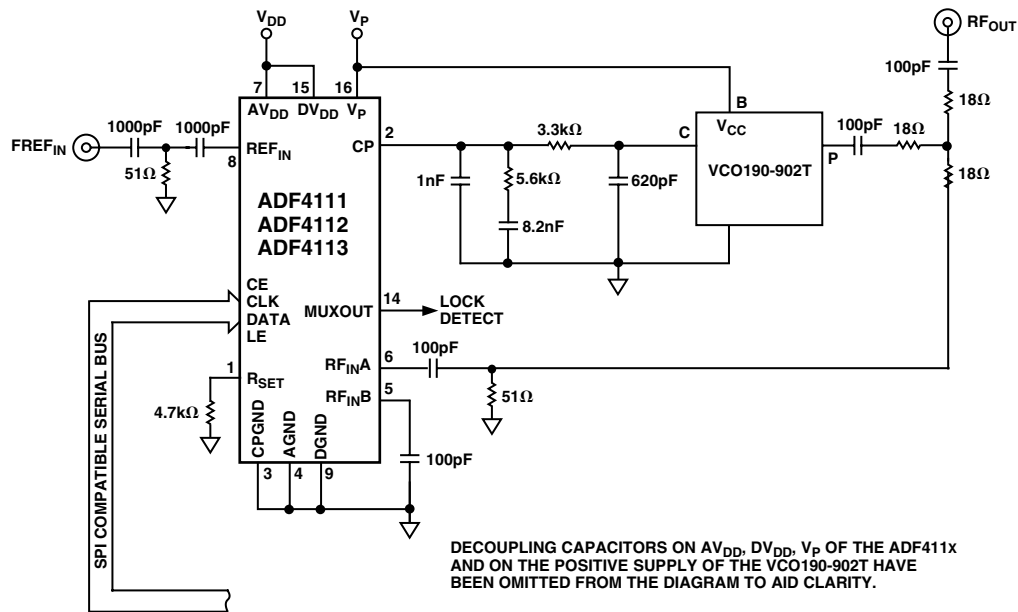 V_DD
V_P
RF_OUT
100pF
18Ω
7
15
16
AV_DD
DV_DD
V_P
B
V_CC
FREF_IN
1000pF
1000pF
8
REF_IN
51Ω
2
CP
3.3kΩ
C
P
100pF
18Ω
18Ω
VCO190-902T
1nF
5.6kΩ
620pF
8.2nF
ADF4111
ADF4112
ADF4113
CE
CLK
DATA
LE
MUXOUT
14
LOCK
DETECT
SPI COMPATIBLE SERIAL BUS
1
R_SET
4.7kΩ
RF_INA
6
100pF
RF_INB
5
51Ω
CPGND
AGND
DGND
3
4
9
100pF
DECOUPLING CAPACITORS ON AV_DD, DV_DD, V_P OF THE ADF411x
AND ON THE POSITIVE SUPPLY OF THE VCO190-902T HAVE
BEEN OMITTED FROM THE DIAGRAM TO AID CLARITY.